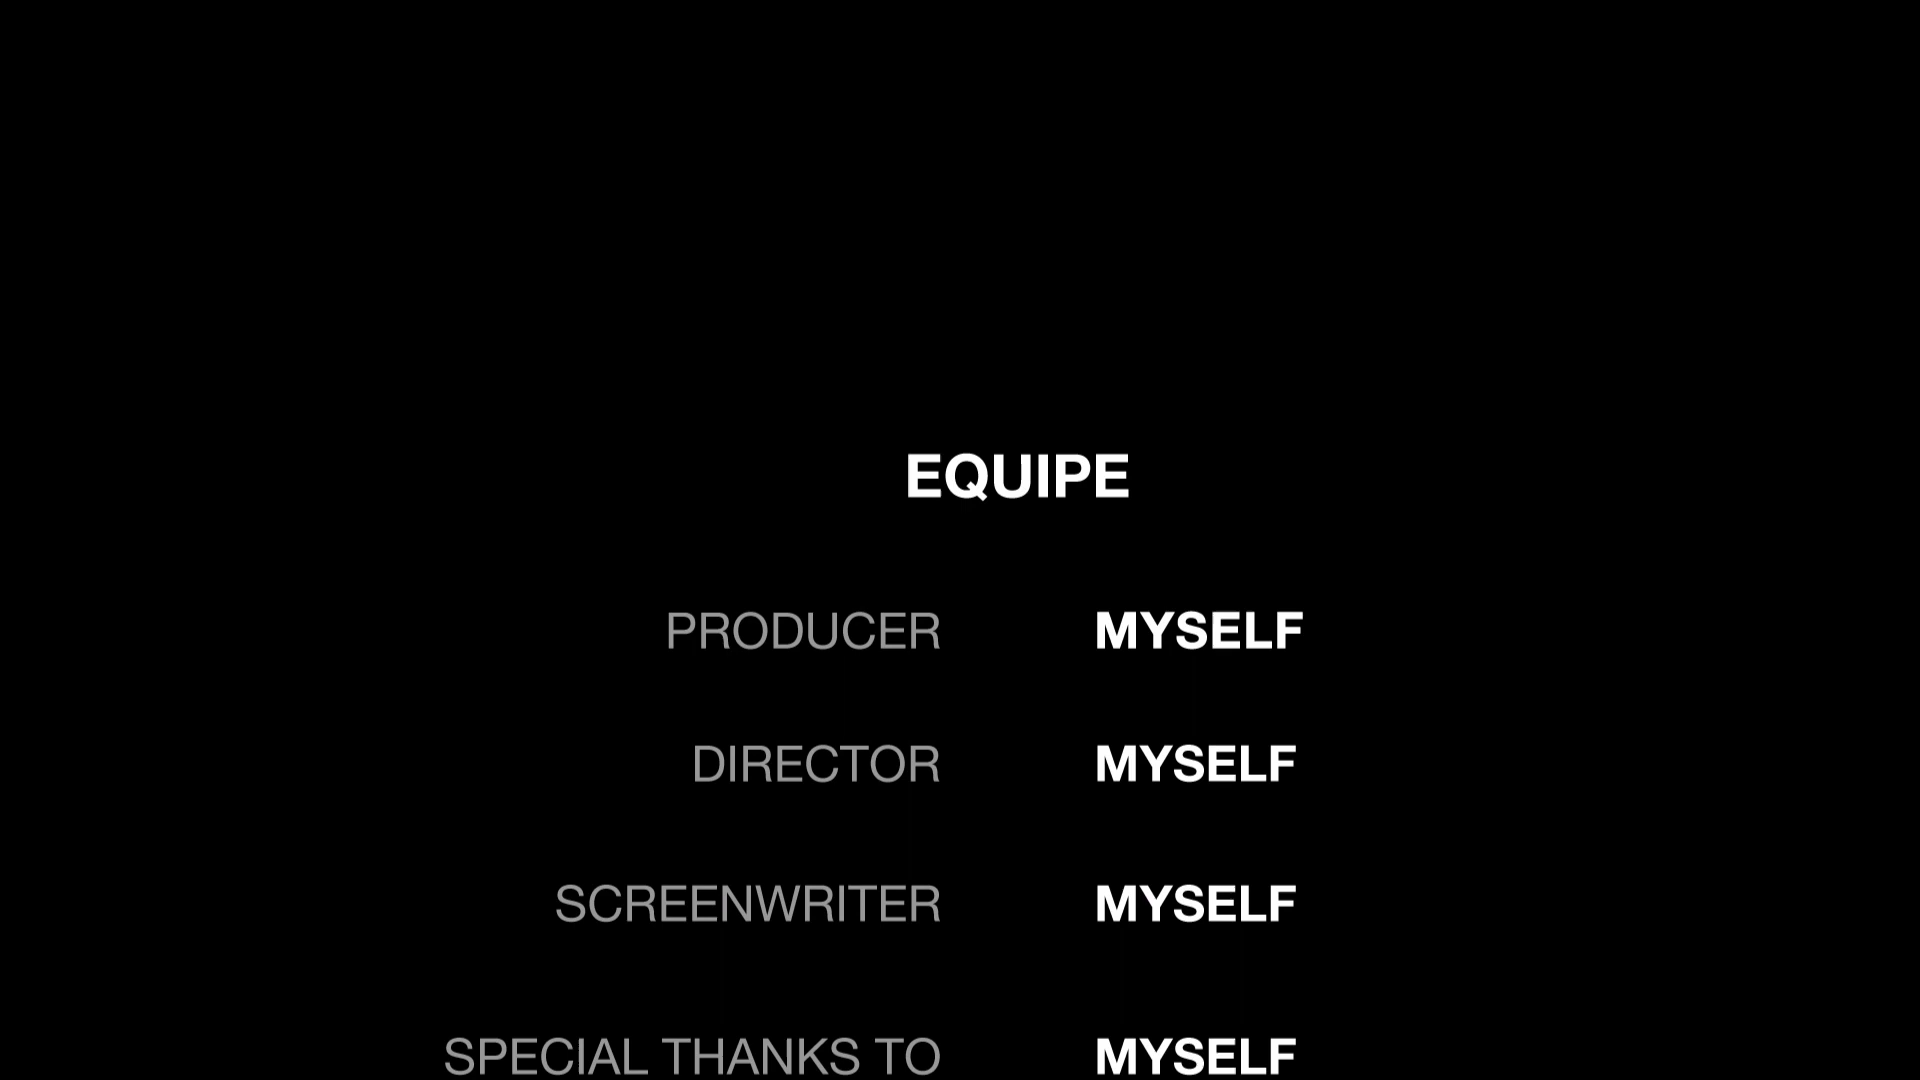 EQUIPE
PRODUCER MYSELF
DIRECTOR MYSELF
SCREENWRITER MYSELF
SPECIAL THANKS TO MYSELF